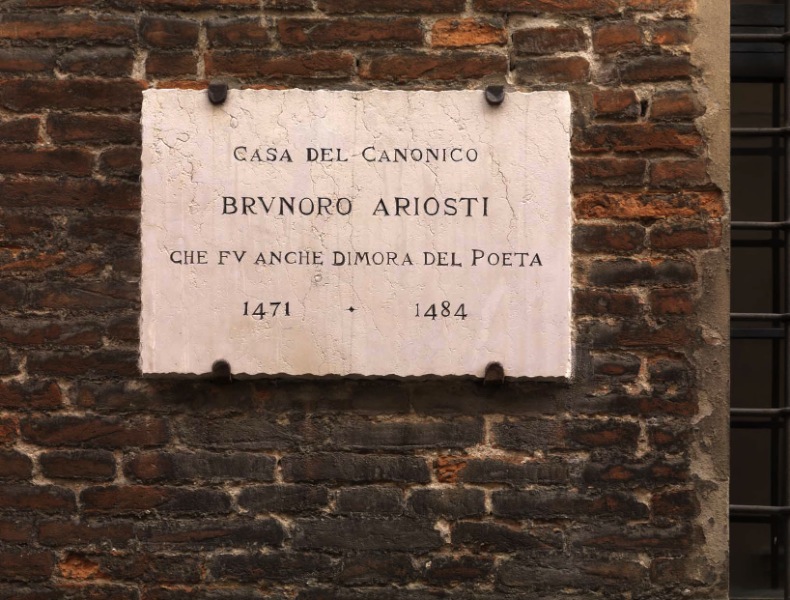 CASA DEL CANONICO
BRVNORO ARIOSTI
CHE FV ANCHE DIMORA DEL POETA
1471 · 1484